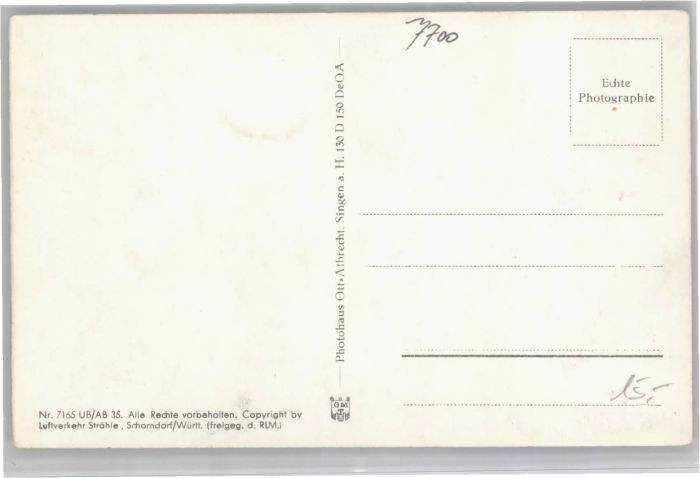 7700
Echte
Photographie
Photohaus Ott-Albrecht, Singen a. H. 130 D 150 DeOA
GM
15,-
Nr. 7165 UB/AB 35. Alle Rechte vorbehalten. Copyright by
Luftverkehr Strähle, Schorndorf/Württ. (freigeg. d. RLM.)